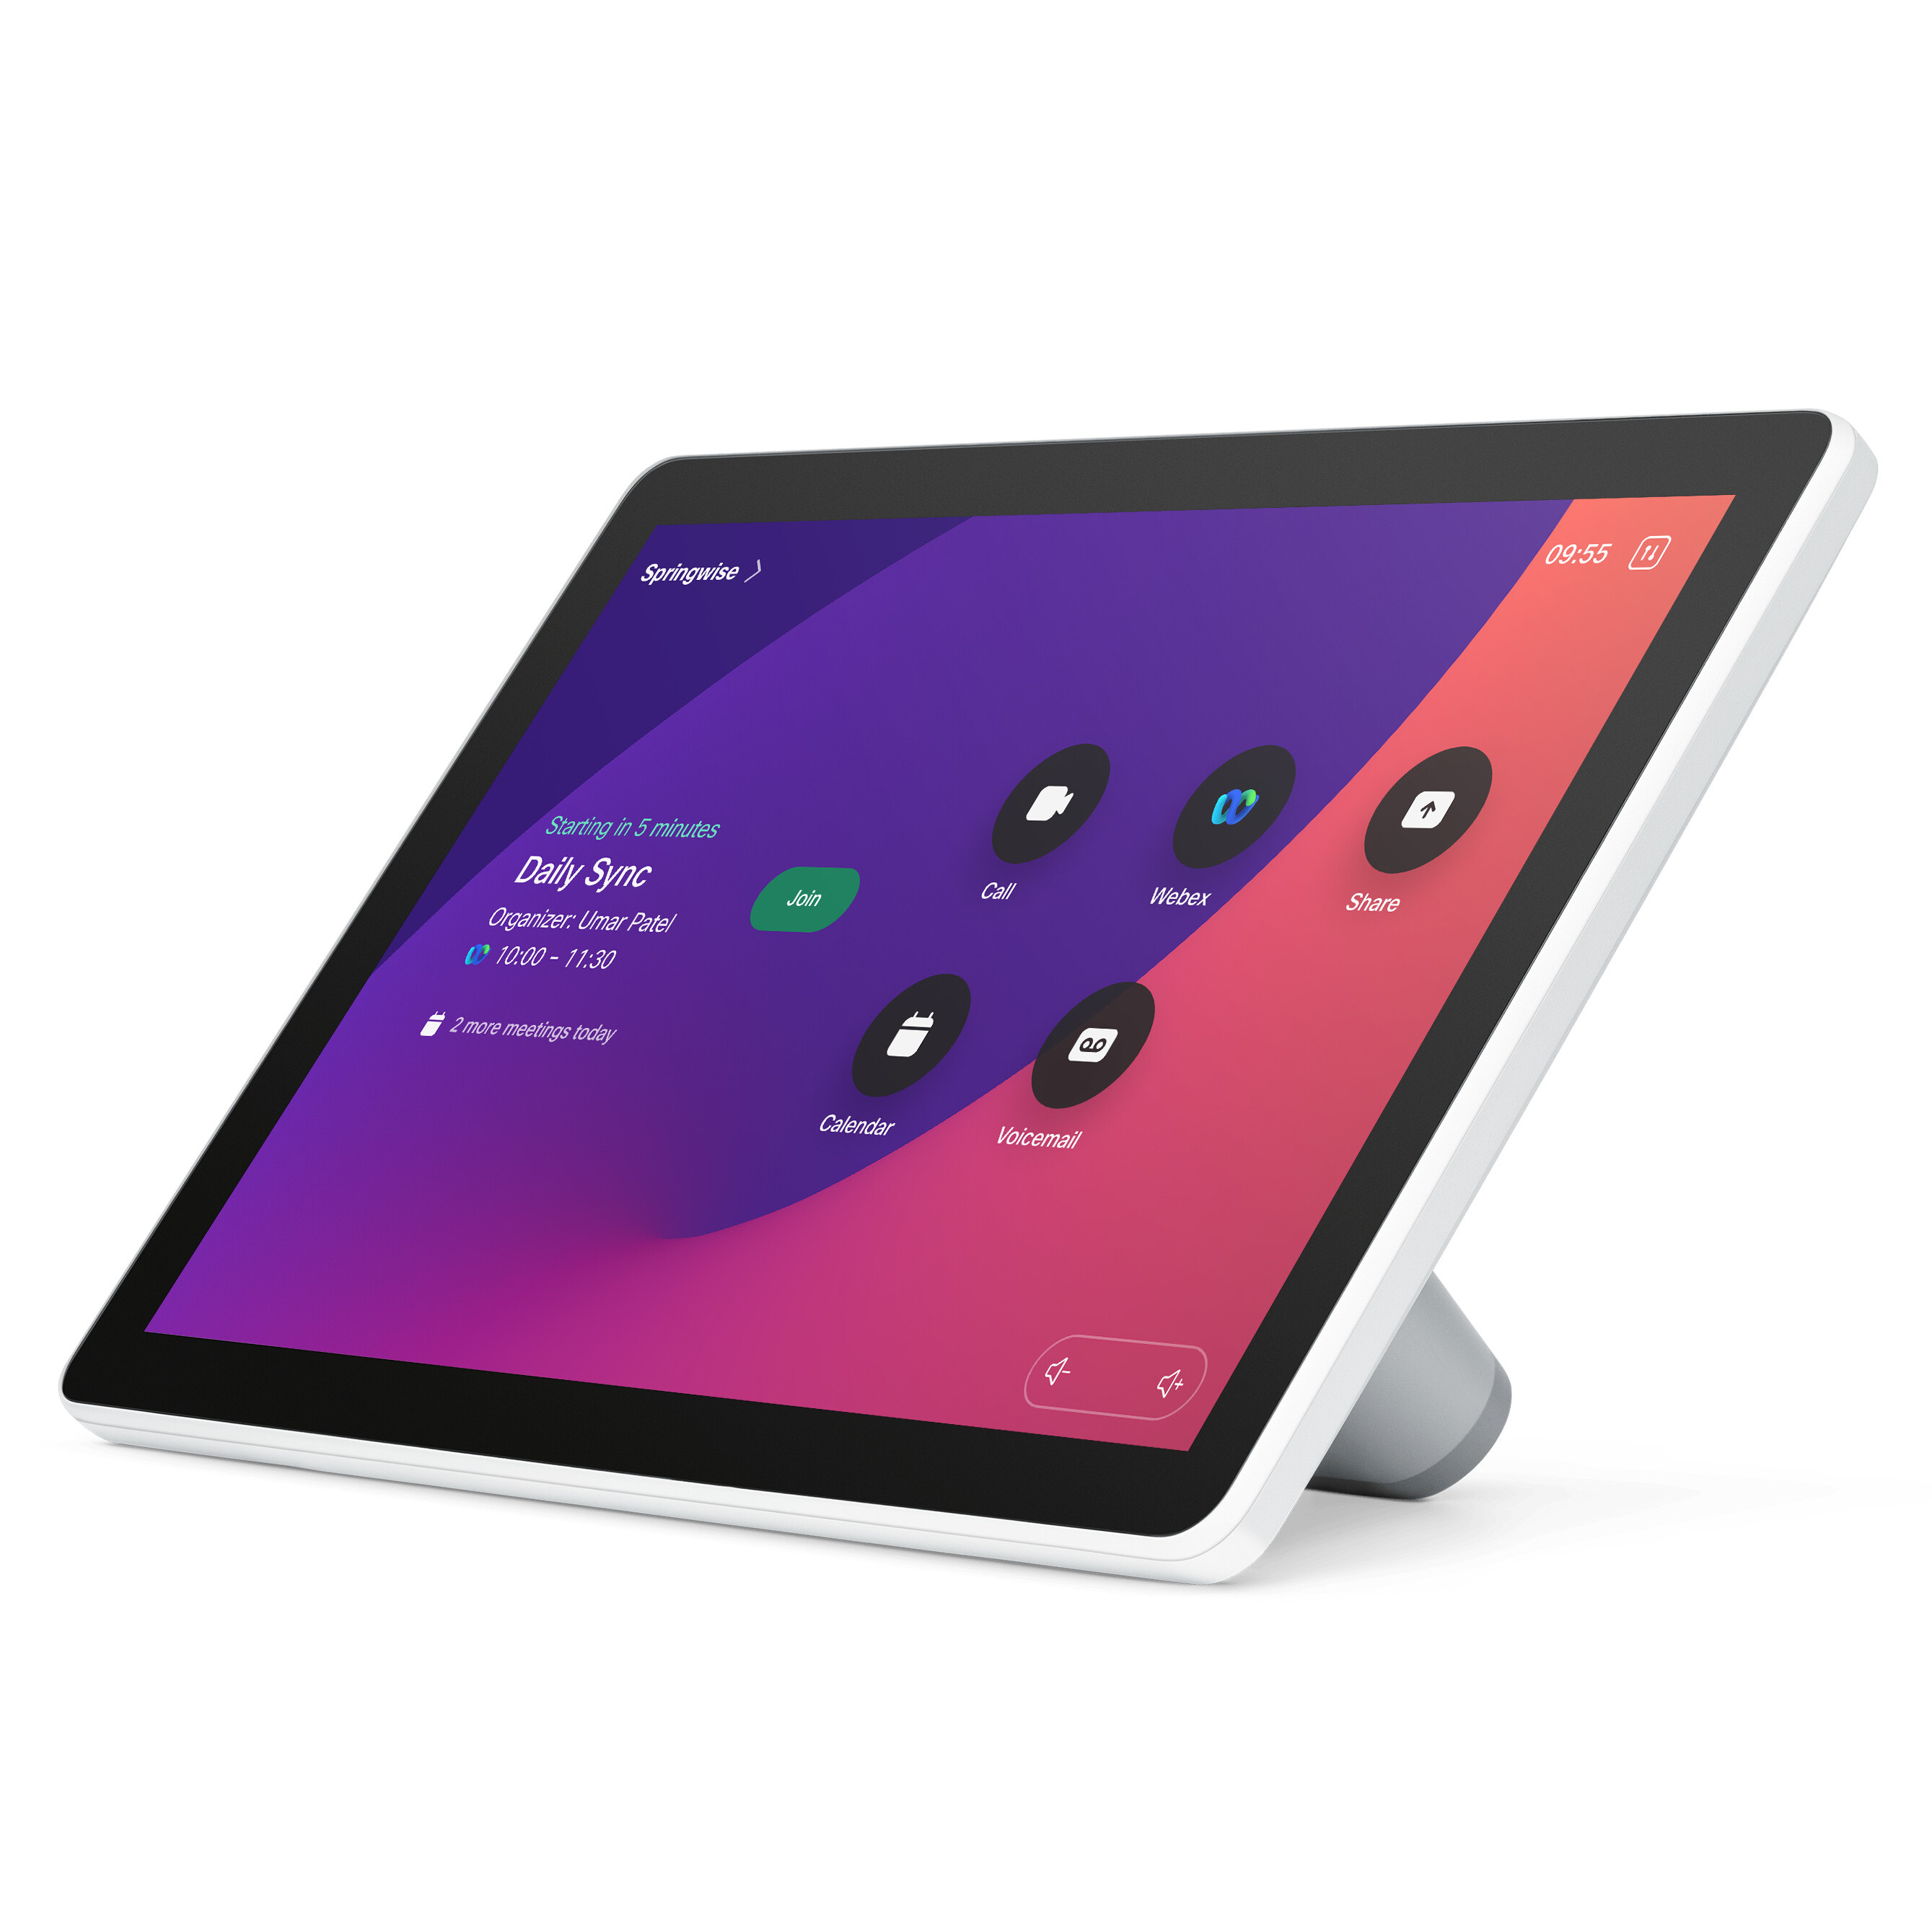 Springwise
09:55
Starting in 5 minutes
Daily Sync
Organizer: Umar Patel
10:00 - 11:30
Join
2 more meetings today
Call
Webex
Share
Calendar
Voicemail